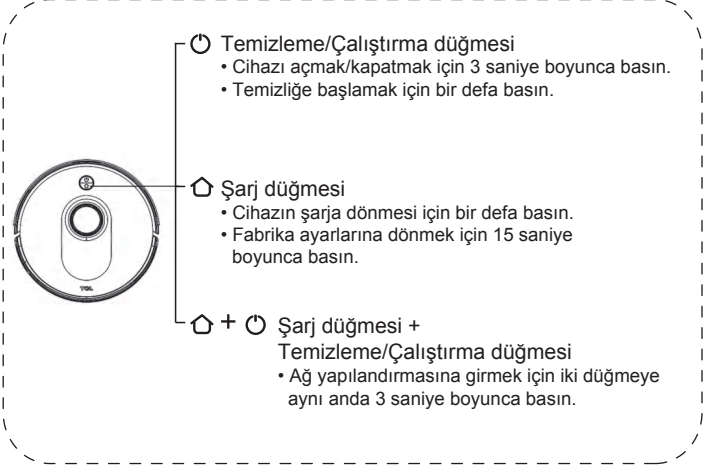 Temizleme/Çalıştırma düğmesi
• Cihazı açmak/kapatmak için 3 saniye boyunca basın.
• Temizliğe başlamak için bir defa basın.
Şarj düğmesi
• Cihazın şarja dönmesi için bir defa basın.
• Fabrika ayarlarına dönmek için 15 saniye
boyunca basın.
+ Şarj düğmesi +
Temizleme/Çalıştırma düğmesi
• Ağ yapılandırmasına girmek için iki düğmeye
aynı anda 3 saniye boyunca basın.
TCL